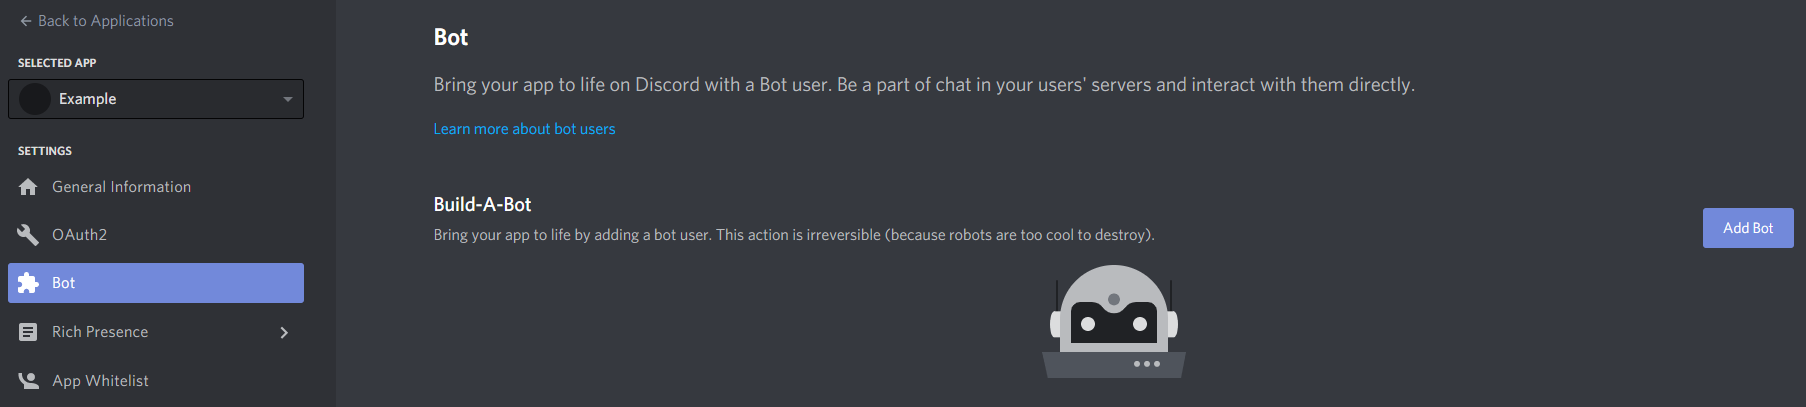 Back to Applications
SELECTED APP
Example
SETTINGS
General Information
OAuth2
Bot
Rich Presence
App Whitelist
Bot
Bring your app to life on Discord with a Bot user. Be a part of chat in your users' servers and interact with them directly.
Learn more about bot users
Build-A-Bot
Bring your app to life by adding a bot user. This action is irreversible (because robots are too cool to destroy).
Add Bot